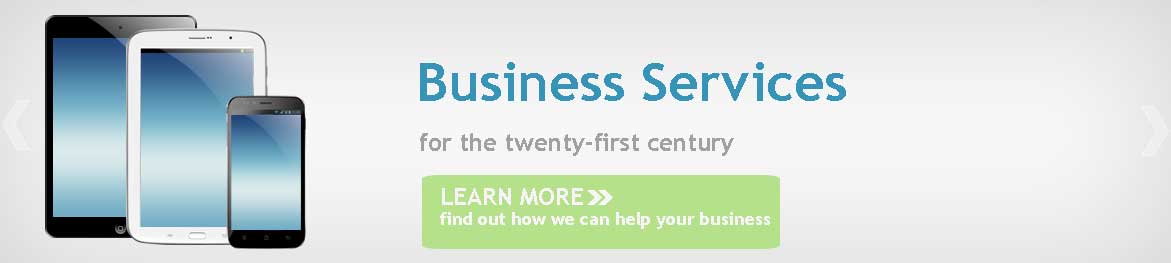 Business Services
for the twenty-first century
LEARN MORE »
find out how we can help your business